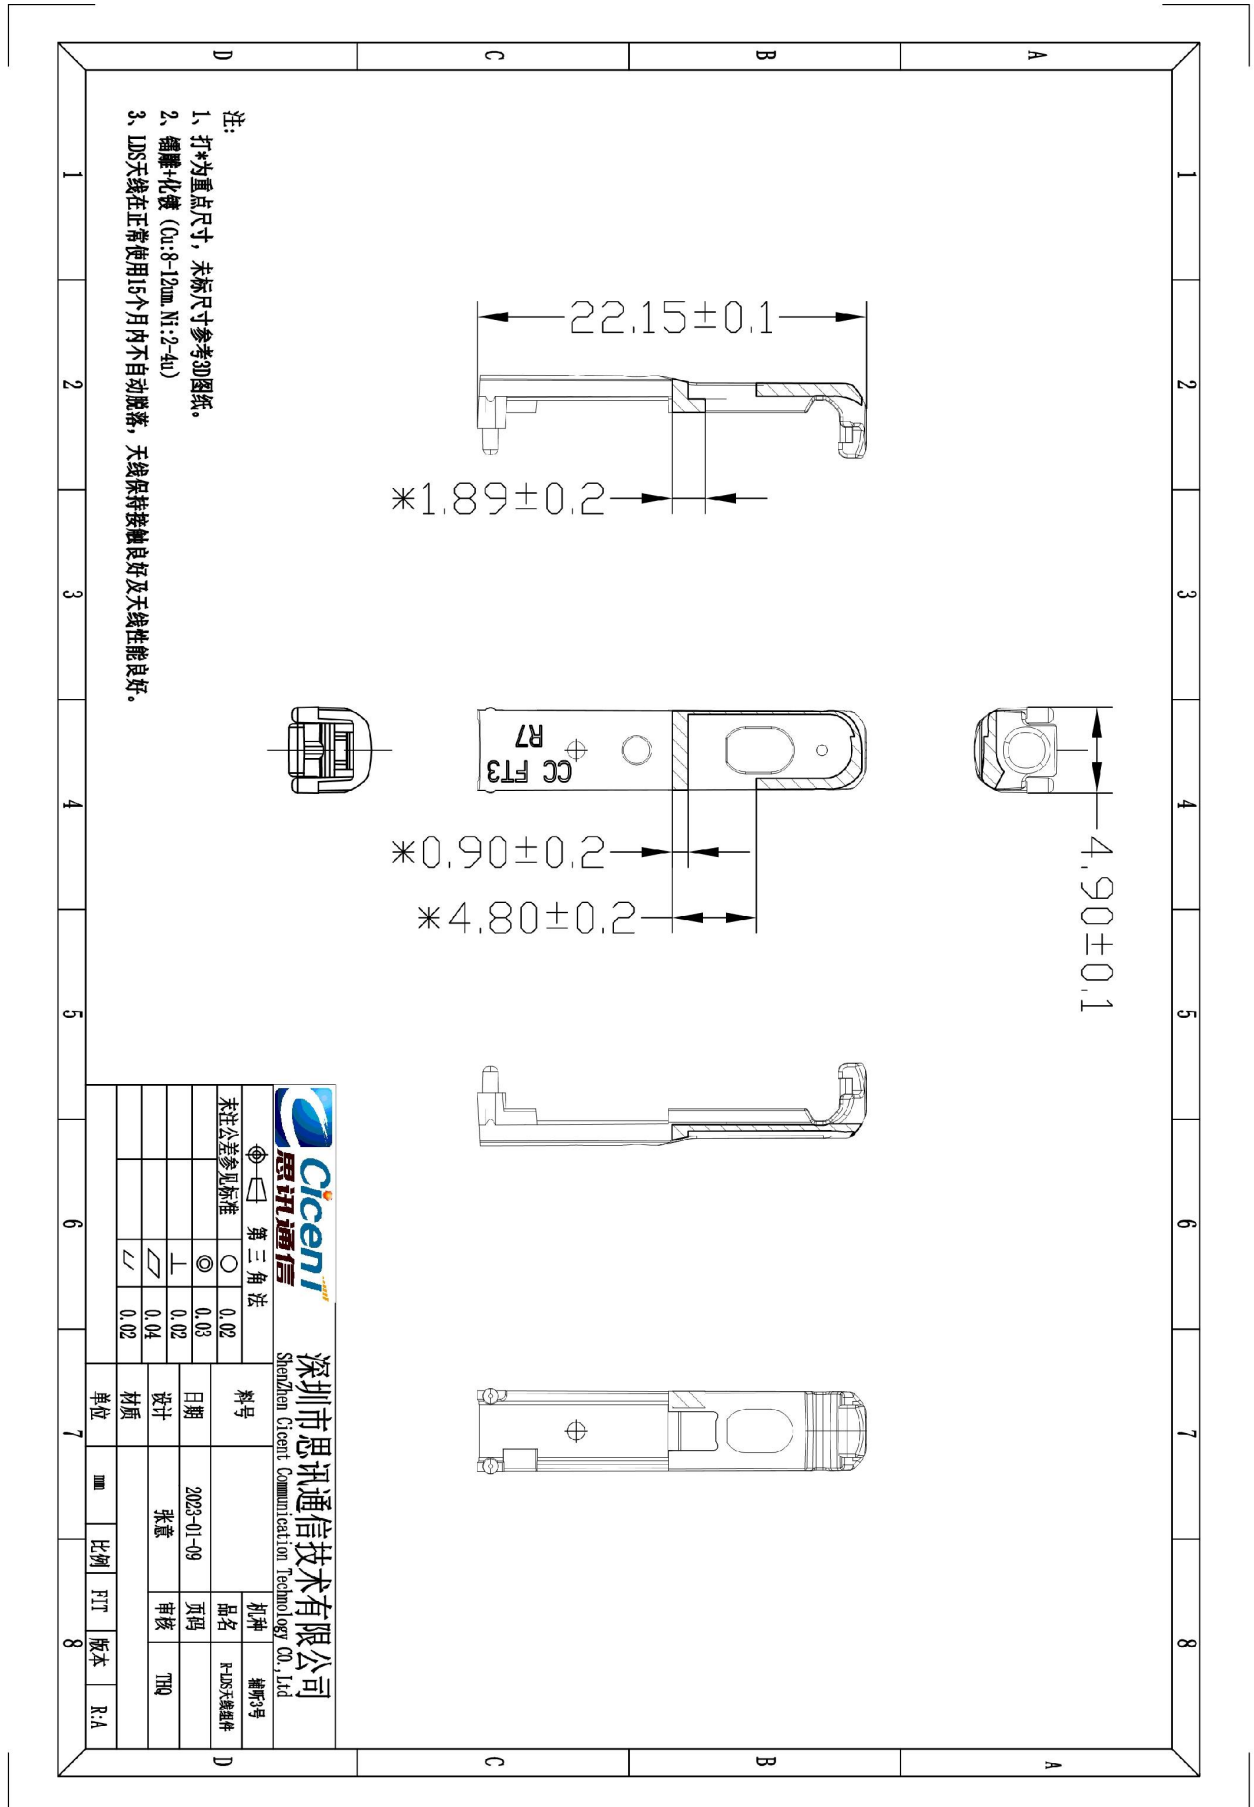 1
2
3
4
5
6
7
8
A
B
C
D
A
B
C
D
1
2
3
4
5
6
7
8
4.90±0.1
22.15±0.1
*1.89±0.2
*0.90±0.2
*4.80±0.2
CC FT3
R7
注:
1、打*为重点尺寸，未标尺寸参考3D图纸。
2、镭雕+化镀（Cu:8-12um.Ni:2-4u）
3、LDS天线在正常使用15个月内不自动脱落，天线保持接触良好及天线性能良好。
Cicent
思讯通信
深圳市思讯通信技术有限公司
ShenZhen Cicent Communication Technology CO.,Ltd
第三角法
料号
机种
辅听3号
未注公差参见标准
0.02
品名
R-LDS天线组件
0.03
日期
2023-01-09
页码
0.02
设计
张意
审核
THQ
0.04
材质
0.02
单位
mm
比例
FIT
版本
R:A